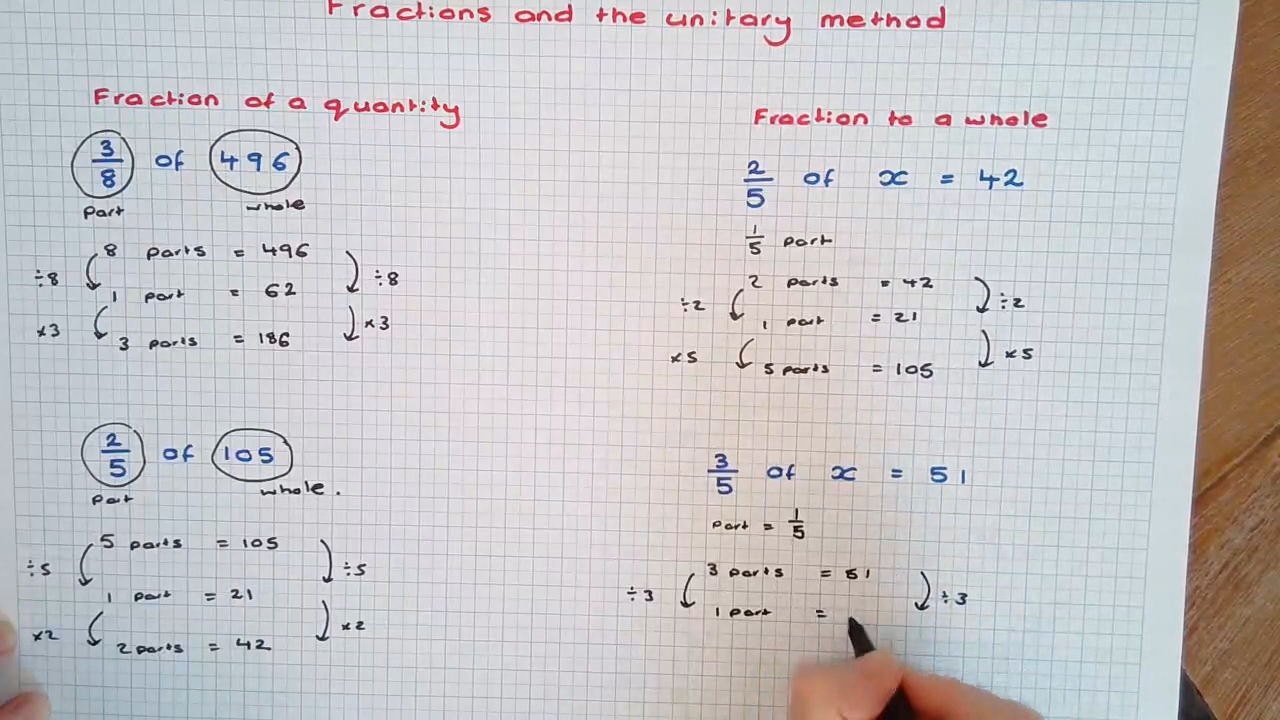 Fractions and the unitary method
Fraction of a quantity
3/8 of 496
Part whole
8 parts = 496
÷8 ÷8
1 part = 62
×3 ×3
3 parts = 186
2/5 of 105
Part whole.
5 parts = 105
÷5 ÷5
1 part = 21
×2 ×2
2 parts = 42
Fraction to a whole
2/5 of x = 42
1/5 part
2 parts = 42
÷2 ÷2
1 part = 21
×5 ×5
5 parts = 105
3/5 of x = 51
Part = 1/5
3 parts = 51
÷3 ÷3
1 part =